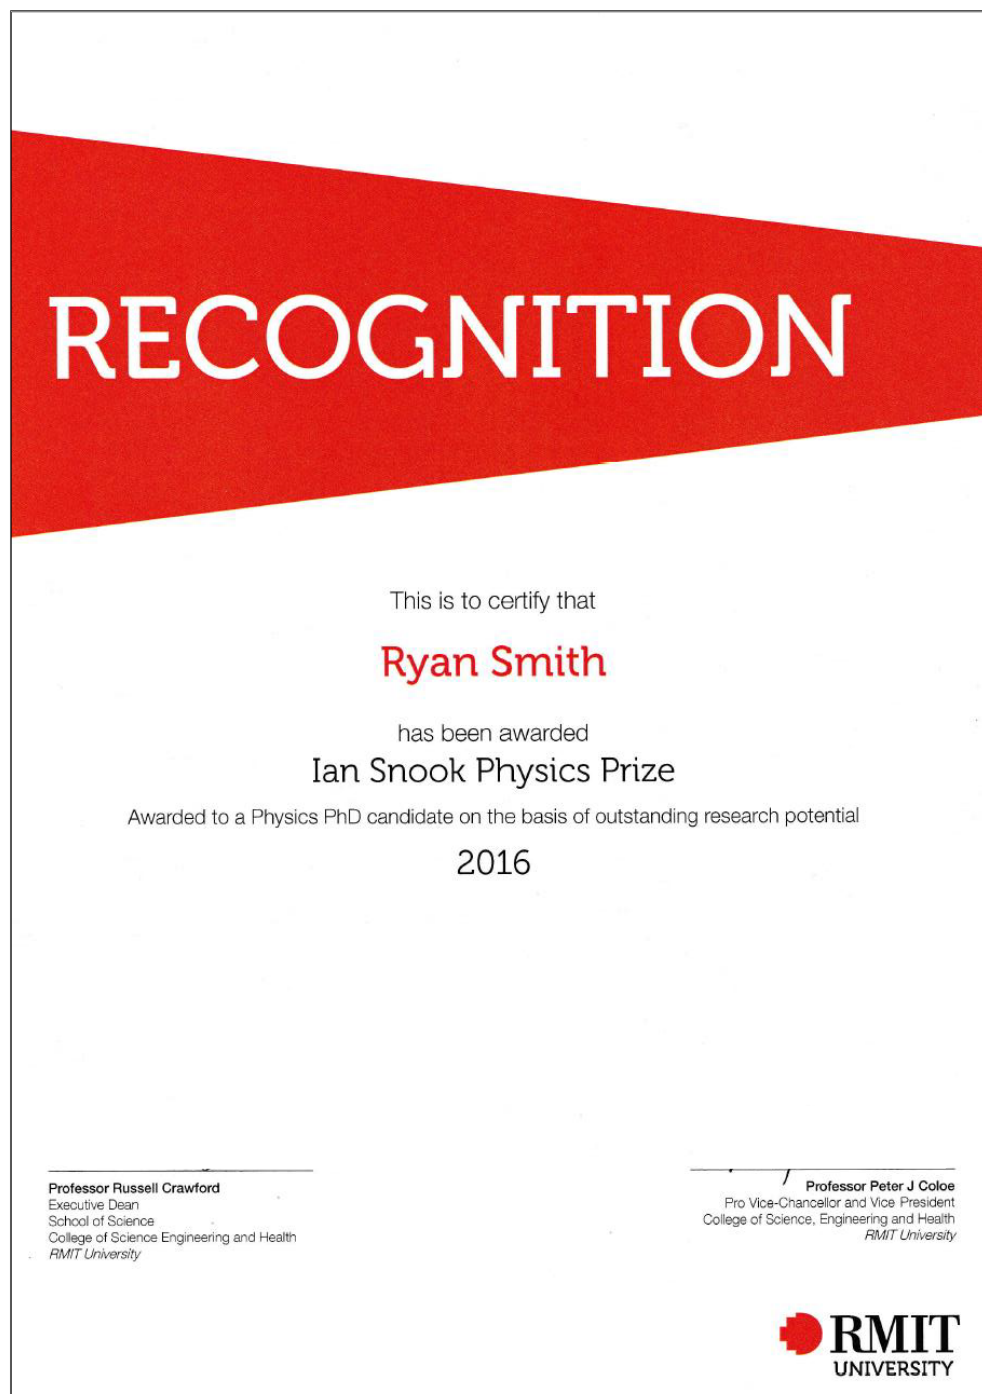 RECOGNITION
This is to certify that
Ryan Smith
has been awarded
Ian Snook Physics Prize
Awarded to a Physics PhD candidate on the basis of outstanding research potential
2016
Professor Russell Crawford
Executive Dean
School of Science
College of Science Engineering and Health
RMIT University
Professor Peter J Coloe
Pro Vice-Chancellor and Vice President
College of Science, Engineering and Health
RMIT University
RMIT
UNIVERSITY